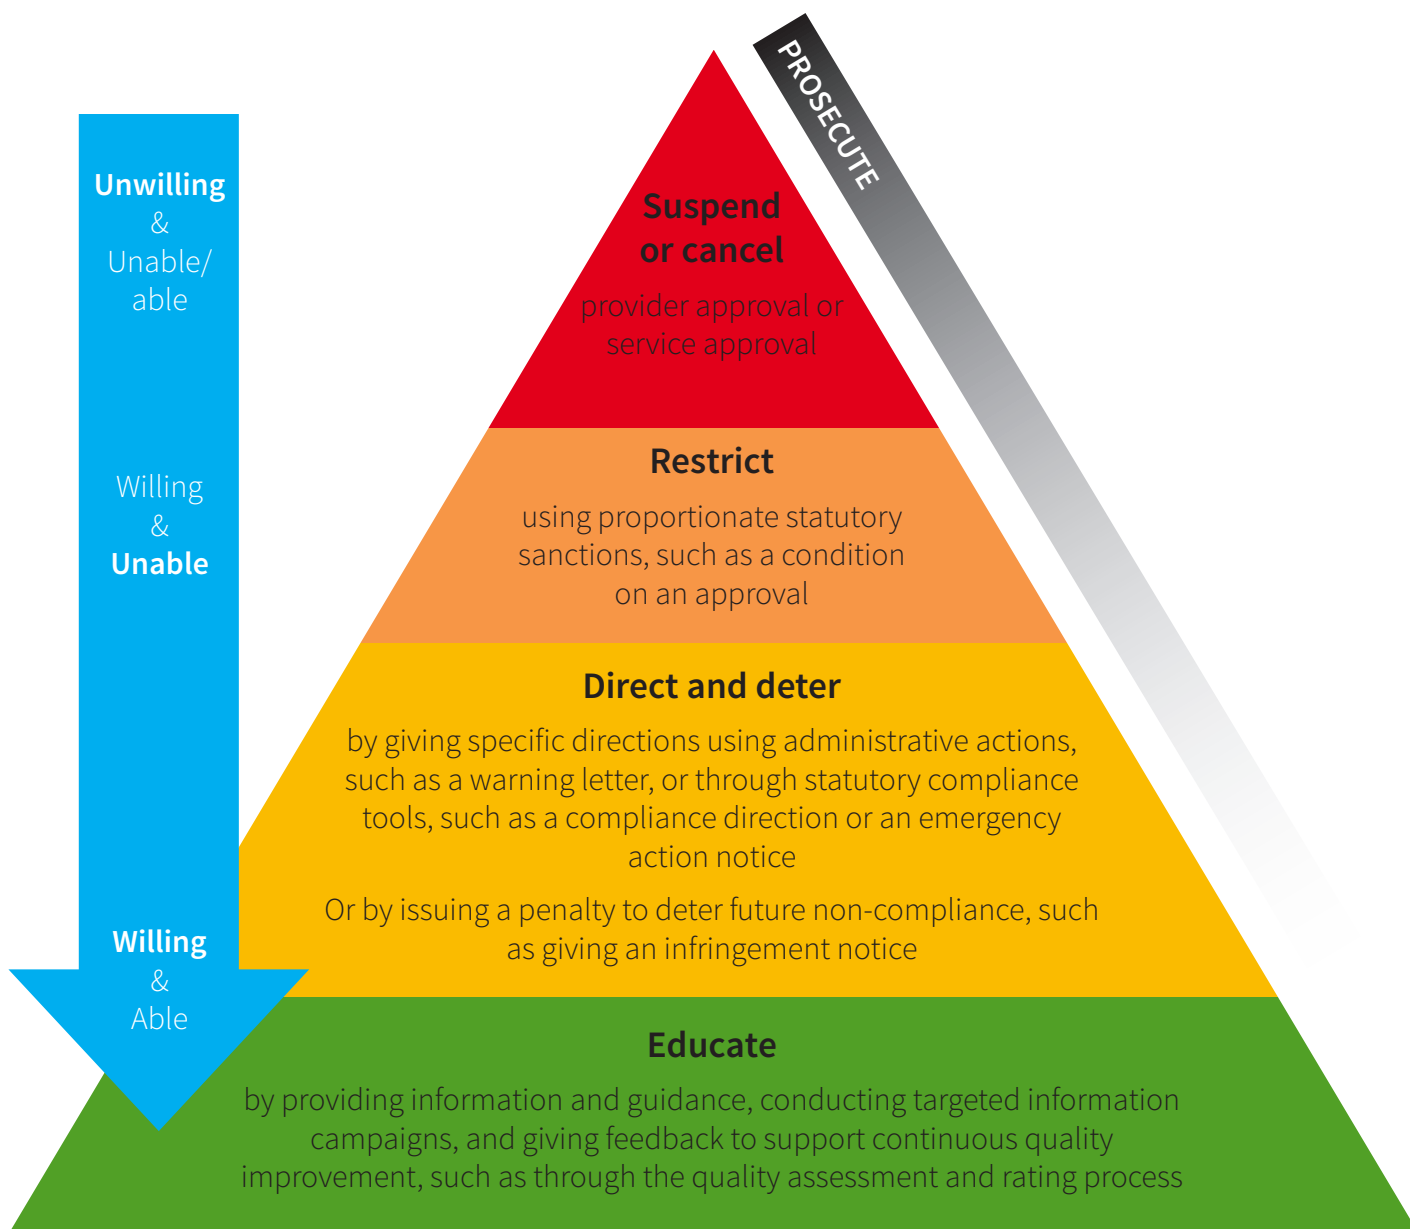 PROSECUTE
Unwilling
&
Unable/
able
Willing
&
Unable
Willing
&
Able
Suspend
or cancel
provider approval or
service approval
Restrict
using proportionate statutory
sanctions, such as a condition
on an approval
Direct and deter
by giving specific directions using administrative actions,
such as a warning letter, or through statutory compliance
tools, such as a compliance direction or an emergency
action notice
Or by issuing a penalty to deter future non-compliance, such
as giving an infringement notice
Educate
by providing information and guidance, conducting targeted information
campaigns, and giving feedback to support continuous quality
improvement, such as through the quality assessment and rating process